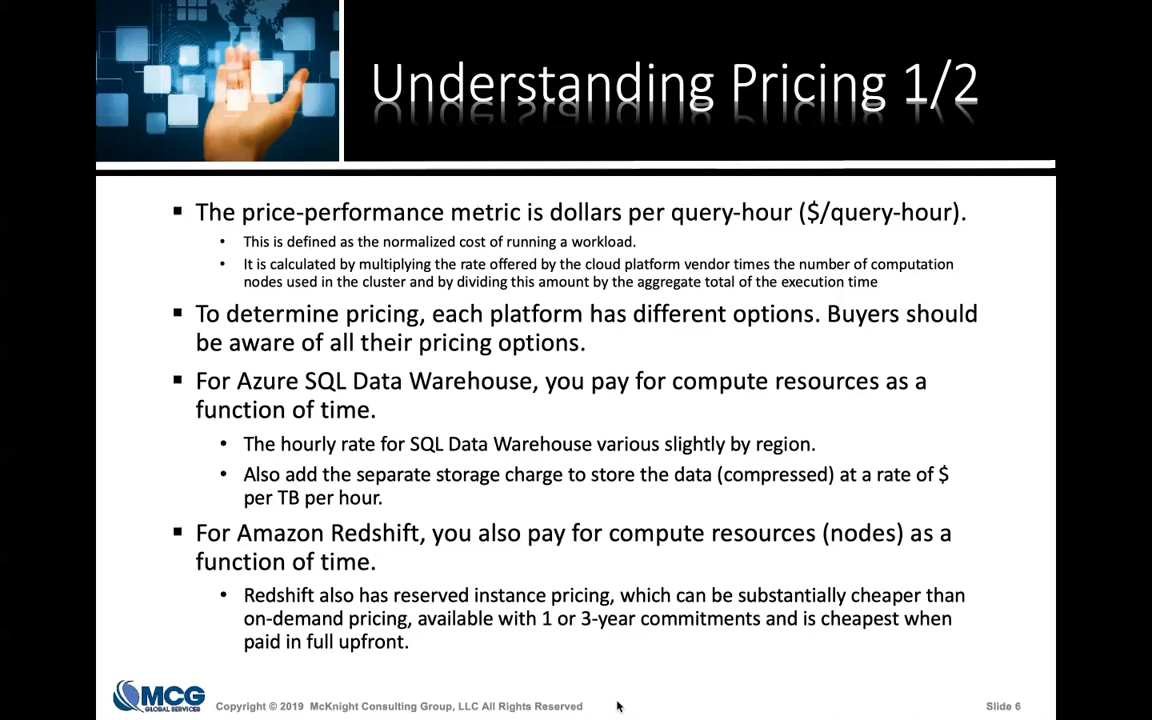 Understanding Pricing 1/2
▪ The price-performance metric is dollars per query-hour ($/query-hour).
• This is defined as the normalized cost of running a workload.
• It is calculated by multiplying the rate offered by the cloud platform vendor times the number of computation
nodes used in the cluster and by dividing this amount by the aggregate total of the execution time
▪ To determine pricing, each platform has different options. Buyers should
be aware of all their pricing options.
▪ For Azure SQL Data Warehouse, you pay for compute resources as a
function of time.
• The hourly rate for SQL Data Warehouse various slightly by region.
• Also add the separate storage charge to store the data (compressed) at a rate of $
per TB per hour.
▪ For Amazon Redshift, you also pay for compute resources (nodes) as a
function of time.
• Redshift also has reserved instance pricing, which can be substantially cheaper than
on-demand pricing, available with 1 or 3-year commitments and is cheapest when
paid in full upfront.
MCG
GLOBAL SERVICES
Copyright © 2019 McKnight Consulting Group, LLC All Rights Reserved
Slide 6